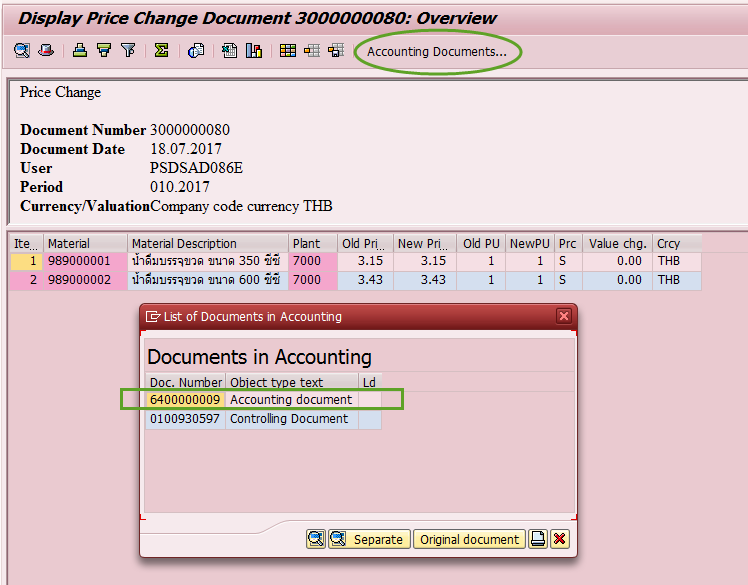 Display Price Change Document 3000000080: Overview
Accounting Documents...
Price Change
Document Number 3000000080
Document Date 18.07.2017
User PSDSAD086E
Period 010.2017
Currency/Valuation Company code currency THB
Ite... Material Material Description Plant Old Pri... New Pri... Old PU NewPU Prc Value chg. Crcy
1 989000001 น้ำดื่มบรรจุขวด ขนาด 350 ซีซี 7000 3.15 3.15 1 1 S 0.00 THB
2 989000002 น้ำดื่มบรรจุขวด ขนาด 600 ซีซี 7000 3.43 3.43 1 1 S 0.00 THB
List of Documents in Accounting
Documents in Accounting
Doc. Number Object type text Ld
6400000009 Accounting document
0100930597 Controlling Document
Separate Original document